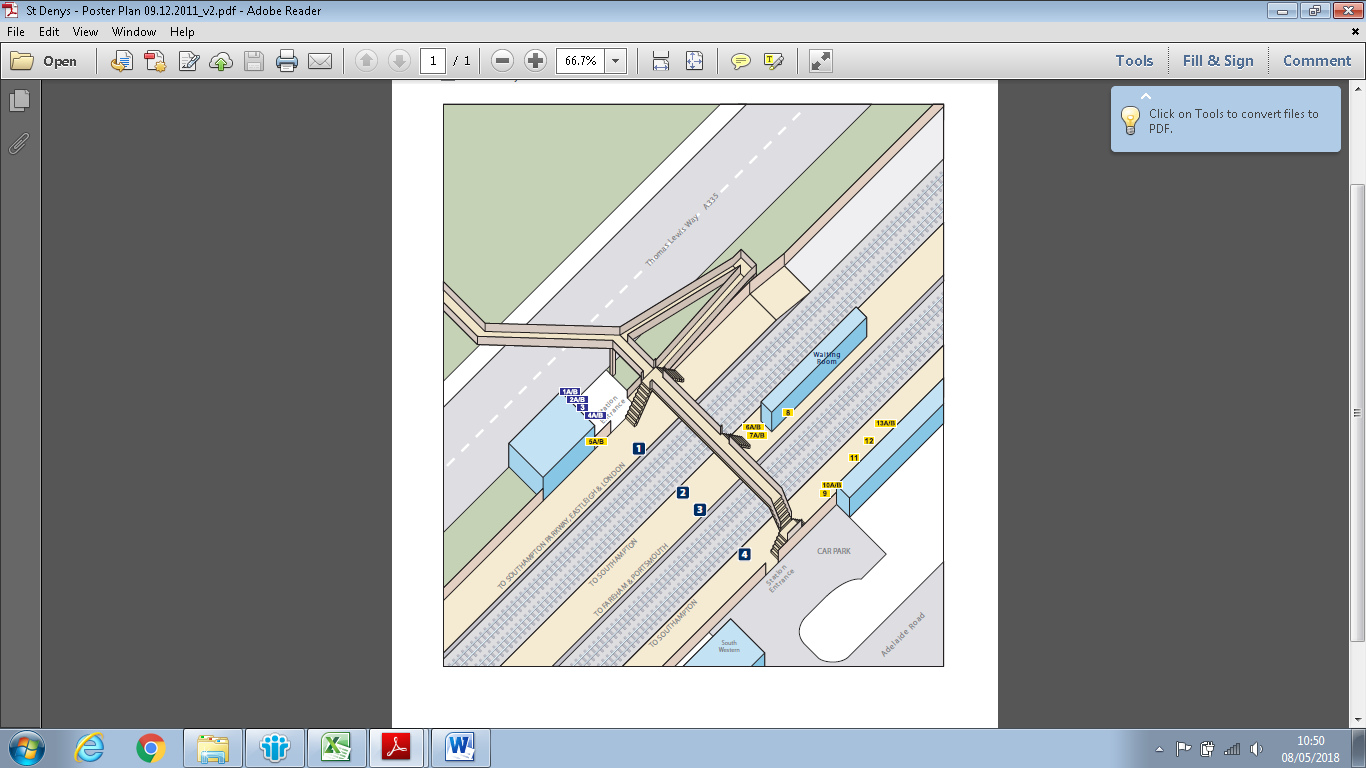 St Denys - Poster Plan 09.12.2011_v2.pdf - Adobe Reader
File Edit View Window Help
Open
1 / 1
66.7%
Tools
Fill & Sign
Comment
Click on Tools to convert files to
PDF.
Thomas Lewis Way A335
Waiting
Room
1A/B
2A/B
3
4A/B
Entrance
5A/B
6A/B
7A/B
8
13A/B
12
11
10A/B
9
1
2
3
4
TO SOUTHAMPTON PARKWAY, EASTLEIGH & LONDON
TO SOUTHAMPTON
TO FAREHAM & PORTSMOUTH
TO SOUTHAMPTON
Station
Entrance
CAR PARK
South
Western
Adelaide Road
10:50
08/05/2018